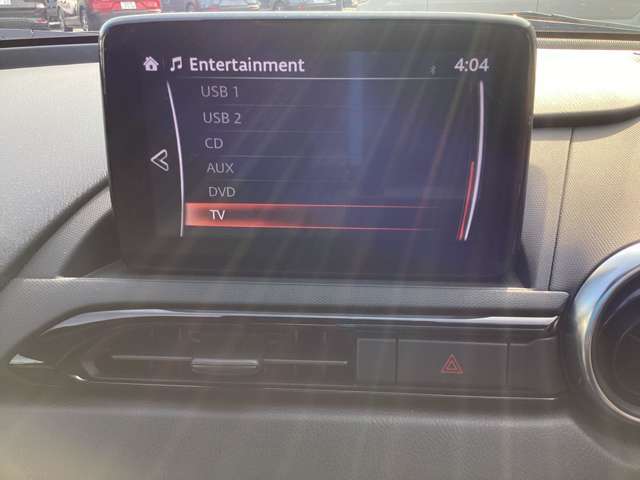 Entertainment 4:04
USB 1
USB 2
CD
AUX
DVD
TV